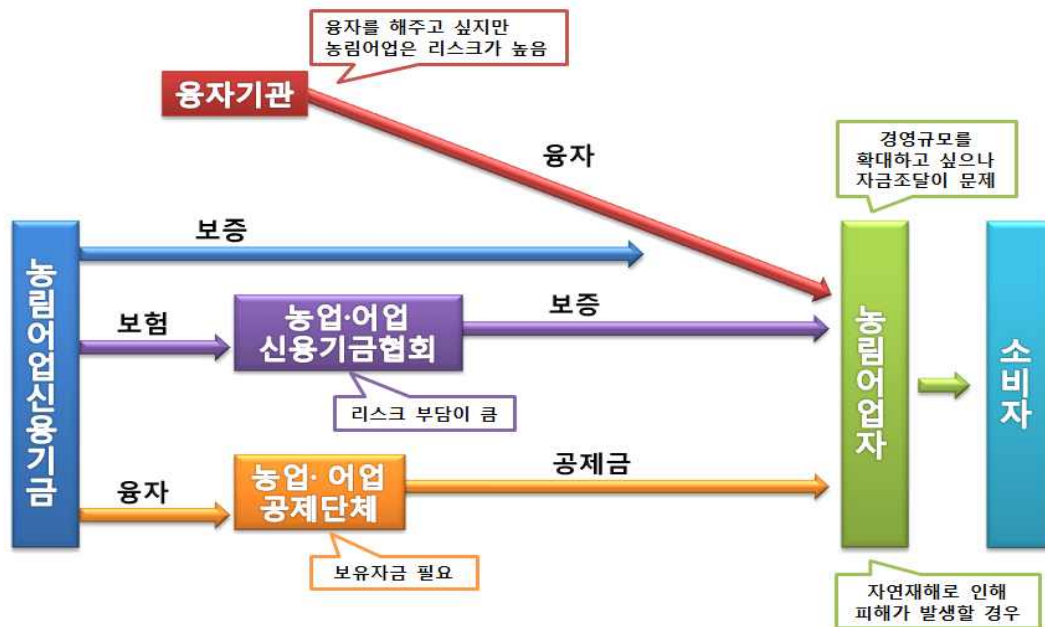 융자를 해주고 싶지만
농림어업은 리스크가 높음
융자기관
융자
경영규모를
확대하고 싶으나
자금조달이 문제
보증
농림어업신용기금
보험
농업·어업
신용기금협회
보증
리스크 부담이 큼
농림어업자
소비자
융자
농업· 어업
공제단체
공제금
보유자금 필요
자연재해로 인해
피해가 발생할 경우